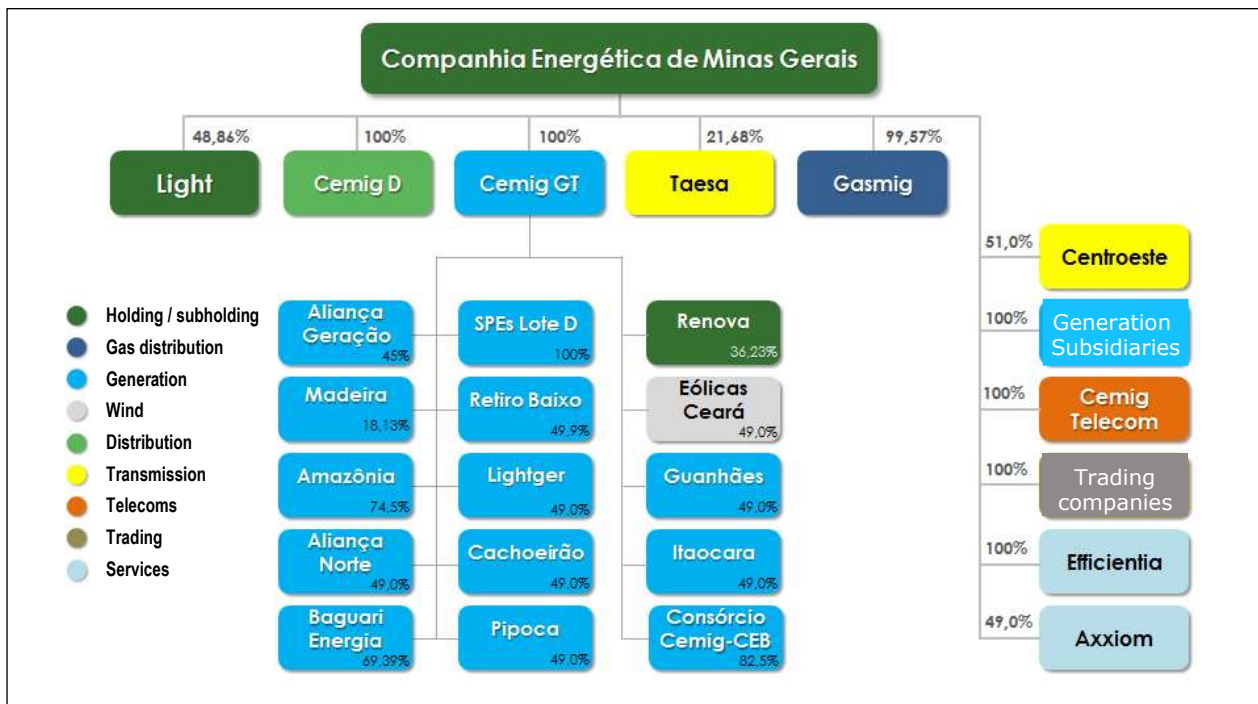 Companhia Energética de Minas Gerais
48,86%
100%
100%
21,68%
99,57%
Light
Cemig D
Cemig GT
Taesa
Gasmig
51,0%
Centroeste
100%
Generation
Subsidiaries
100%
Cemig
Telecom
100%
Trading
companies
100%
Efficientia
49,0%
Axxiom
Holding / subholding
Gas distribution
Generation
Wind
Distribution
Transmission
Telecoms
Trading
Services
Aliança
Geração
45%
SPEs Lote D
100%
Renova
36,23%
Madeira
18,13%
Retiro Baixo
49,9%
Eólicas
Ceará
49,0%
Amazônia
74,5%
Lightger
49,0%
Guanhães
49,0%
Aliança
Norte
49,0%
Cachoeirão
49,0%
Itaocara
49,0%
Baguari
Energia
69,39%
Pipoca
49,0%
Consórcio
Cemig-CEB
82,5%